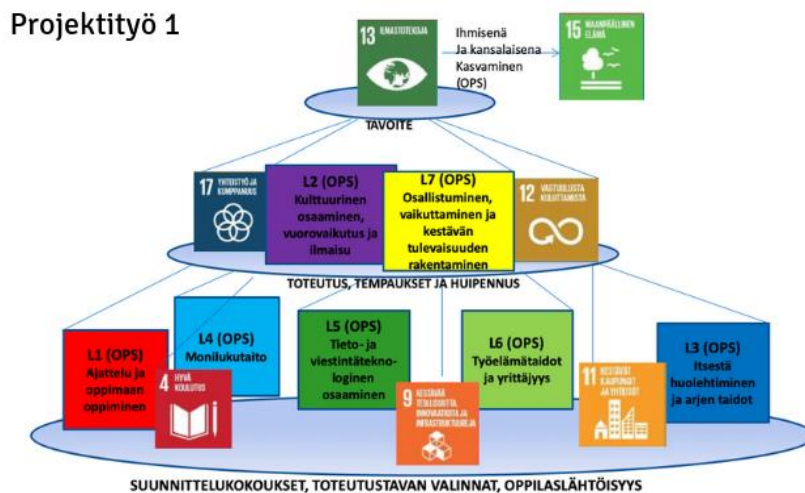 Projektityö 1
13 ILMASTOTEKOJA
Ihmisenä
Ja kansalaisena
Kasvaminen
(OPS)
15 MAANPÄÄLLINEN
ELÄMÄ
TAVOITE
17 YHTEISTYÖ JA
KUMPPANUUS
L2 (OPS)
Kulttuurinen
osaaminen,
vuorovaikutus ja
ilmaisu
L7 (OPS)
Osallistuminen,
vaikuttaminen ja
kestävän
tulevaisuuden
rakentaminen
12 VASTUULLISTA
KULUTTAMISTA
TOTEUTUS, TEMPAUKSET JA HUIPENNUS
L1 (OPS)
Ajattelu ja
oppimaan
oppiminen
4 HYVÄ
KOULUTUS
L4 (OPS)
Monilukutaito
L5 (OPS)
Tieto- ja
viestintätekno-
loginen
osaaminen
9 KESTÄVÄÄ
TEOLLISUUTTA,
INNOVAATIOITA JA
INFRASTRUKTUUREJA
L6 (OPS)
Työelämätaidot
ja yrittäjyys
11 KESTÄVÄT
KAUPUNGIT
JA YHTEISÖT
L3 (OPS)
Itsestä
huolehtiminen
ja arjen taidot
SUUNNITTELUKOKOUKSET, TOTEUTUSTAVAN VALINNAT, OPPILASLÄHTÖISYYS